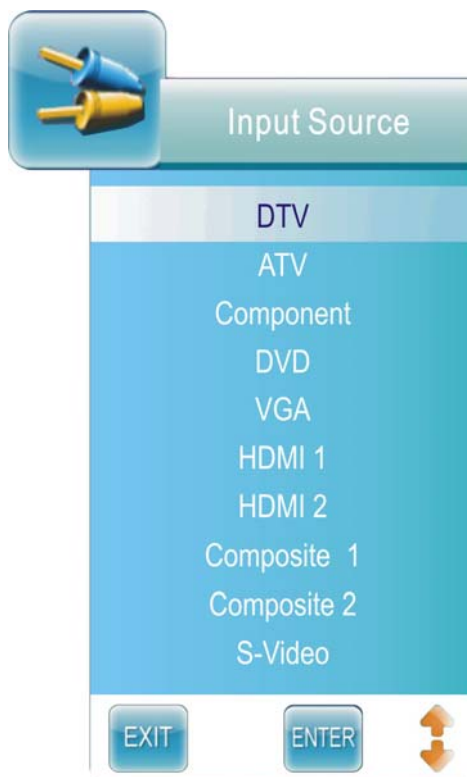 Input Source
DTV
ATV
Component
DVD
VGA
HDMI 1
HDMI 2
Composite 1
Composite 2
S-Video
EXIT ENTER